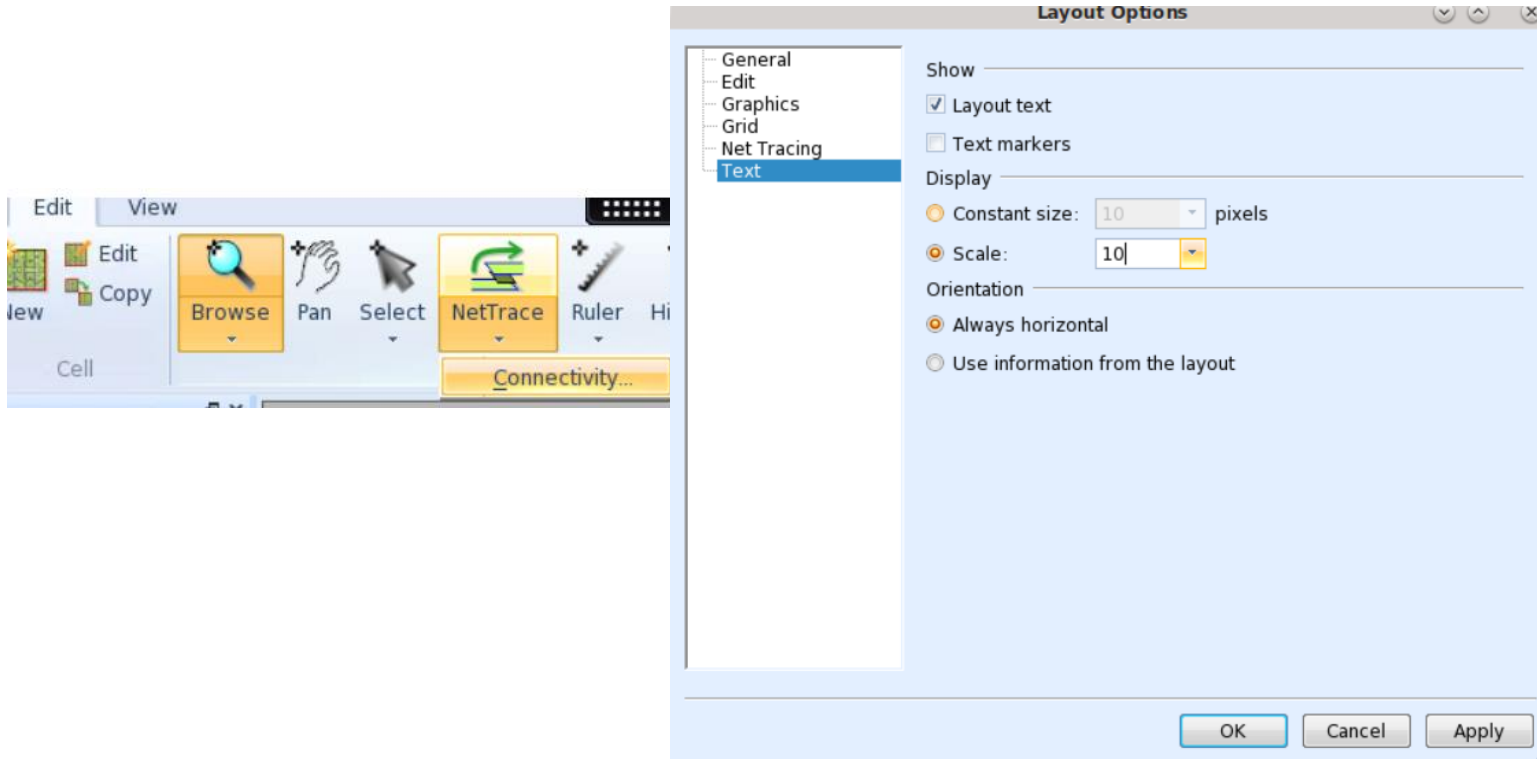 Edit View
Edit
Copy
New
Browse Pan Select NetTrace Ruler Hi
Cell
Connectivity...
Layout Options
General
Edit
Graphics
Grid
Net Tracing
Text
Show
Layout text
Text markers
Display
Constant size: 10 pixels
Scale: 10
Orientation
Always horizontal
Use information from the layout
OK Cancel Apply